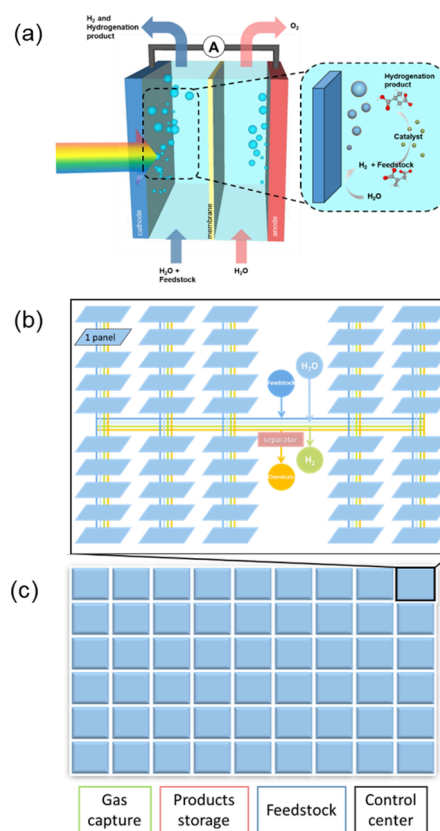 (a)
H₂ and
Hydrogenation
product
O₂
A
cathode
membrane
anode
H₂O +
Feedstock
H₂O
Hydrogenation
product
Catalyst
H₂ + Feedstock
H₂O
(b)
1 panel
Feedstock
H₂O
separator
Chemicals
H₂
(c)
Gas
capture
Products
storage
Feedstock
Control
center